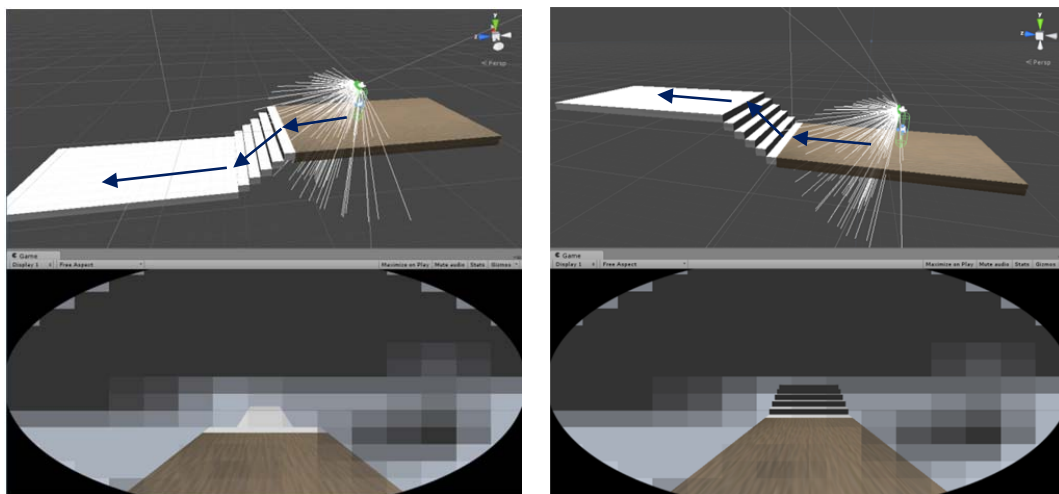 y
z
< Persp
Game
Display 1
Free Aspect
Maximize on Play
Mute audio
Stats
Gizmos
y
z
< Persp
Game
Display 1
Free Aspect
Maximize on Play
Mute audio
Stats
Gizmos